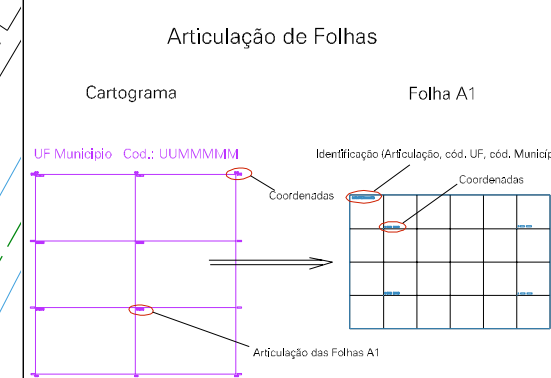 Articulação de Folhas
Cartograma
Folha A1
UF Municipio Cod.: UUMMMMM
Identificação (Articulação, cód. UF, cód. Municíp
Coordenadas
Coordenadas
Articulação das Folhas A1